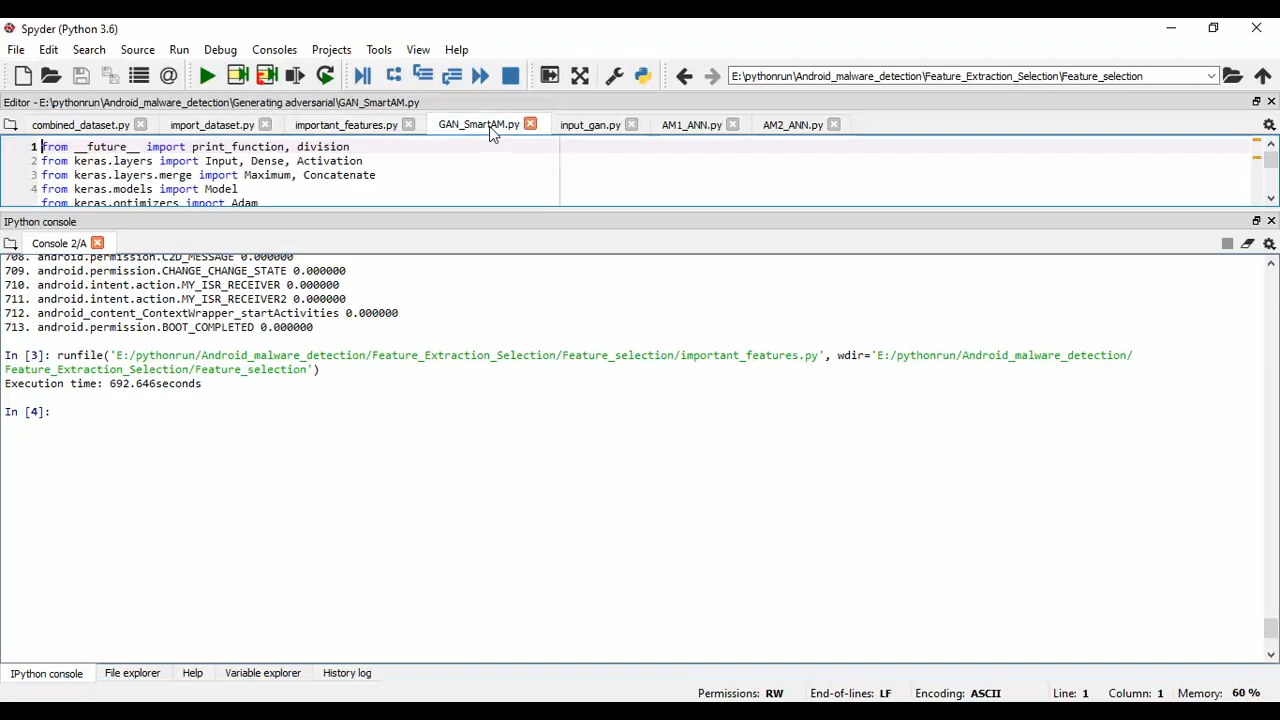 Spyder (Python 3.6)
File Edit Search Source Run Debug Consoles Projects Tools View Help
E:\pythonrun\Android_malware_detection\Feature_Extraction_Selection\Feature_selection
Editor - E:\pythonrun\Android_malware_detection\Generating adversarial\GAN_SmartAM.py
combined_dataset.py import_dataset.py important_features.py GAN_SmartAM.py input_gan.py AM1_ANN.py AM2_ANN.py
1 from __future__ import print_function, division
2 from keras.layers import Input, Dense, Activation
3 from keras.layers.merge import Maximum, Concatenate
4 from keras.models import Model
from keras.optimizers import Adam
IPython console
Console 2/A
708. android.permission.C2D_MESSAGE 0.000000
709. android.permission.CHANGE_CHANGE_STATE 0.000000
710. android.intent.action.MY_ISR_RECEIVER 0.000000
711. android.intent.action.MY_ISR_RECEIVER2 0.000000
712. android_content_ContextWrapper_startActivities 0.000000
713. android.permission.BOOT_COMPLETED 0.000000
In [3]: runfile('E:/pythonrun/Android_malware_detection/Feature_Extraction_Selection/Feature_selection/important_features.py', wdir='E:/pythonrun/Android_malware_detection/
Feature_Extraction_Selection/Feature_selection')
Execution time: 692.646seconds
In [4]:
IPython console File explorer Help Variable explorer History log
Permissions: RW End-of-lines: LF Encoding: ASCII Line: 1 Column: 1 Memory: 60 %